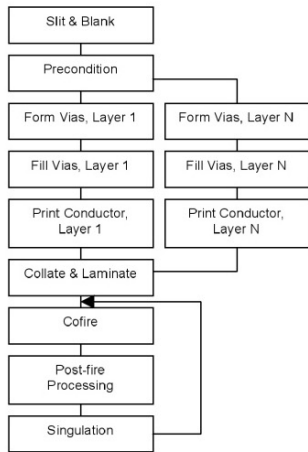 Slit & Blank
Precondition
Form Vias, Layer 1
Form Vias, Layer N
Fill Vias, Layer 1
Fill Vias, Layer N
Print Conductor,
Layer 1
Print Conductor,
Layer N
Collate & Laminate
Cofire
Post-fire
Processing
Singulation